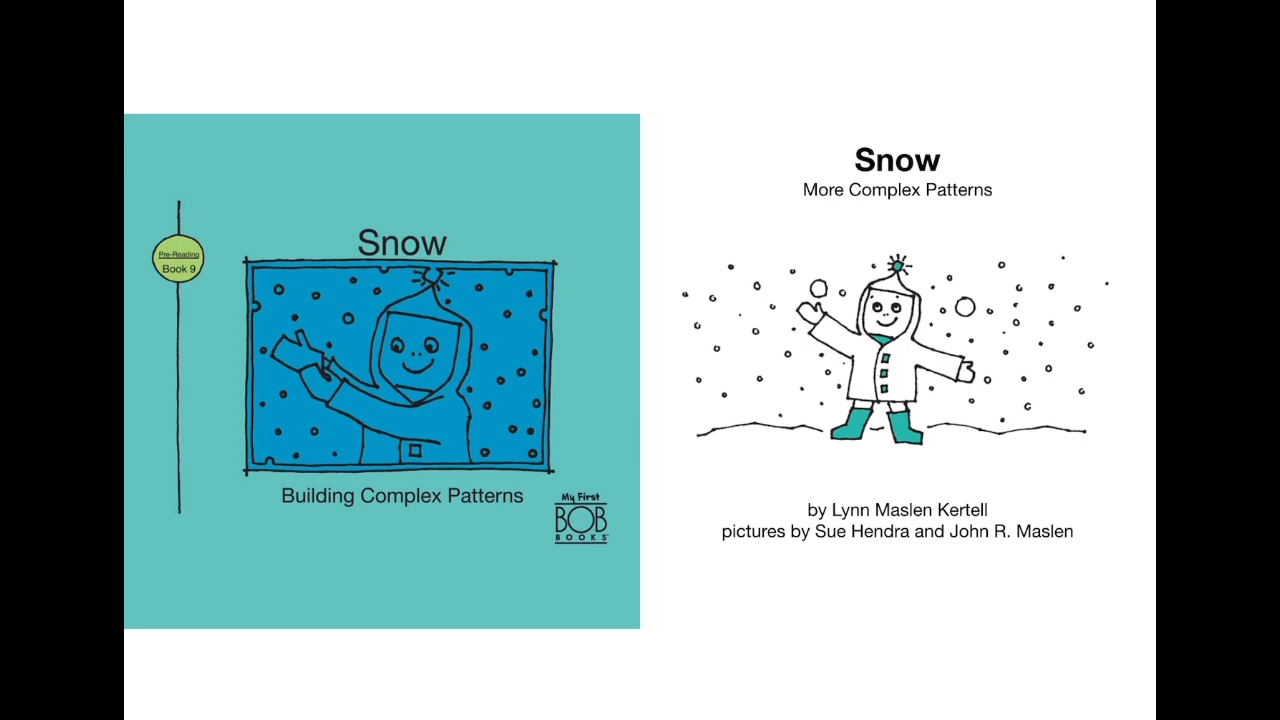 Pre-Reading
Book 9
Snow
Building Complex Patterns
My First
BOB
BOOKS
Snow
More Complex Patterns
by Lynn Maslen Kertell
pictures by Sue Hendra and John R. Maslen